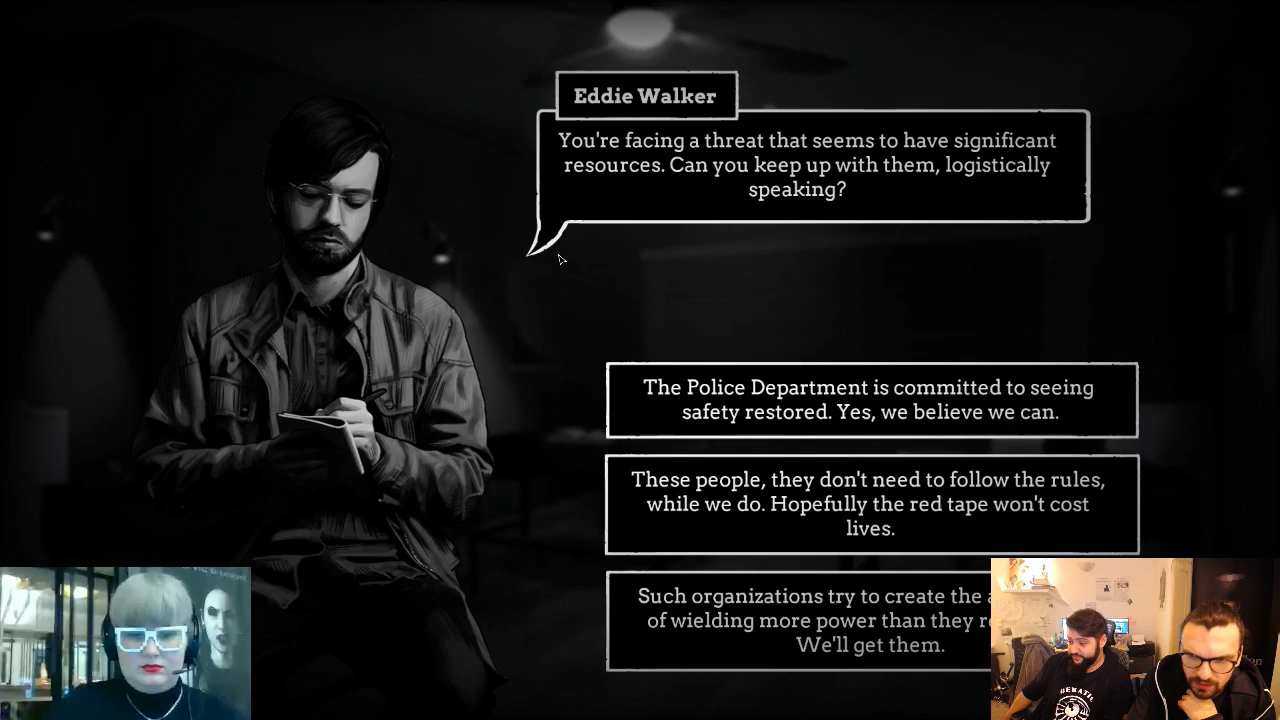 Eddie Walker
You're facing a threat that seems to have significant
resources. Can you keep up with them, logistically
speaking?
The Police Department is committed to seeing
safety restored. Yes, we believe we can.
These people, they don't need to follow the rules,
while we do. Hopefully the red tape won't cost
lives.
Such organizations try to create the
of wielding more power than they
We'll get them.